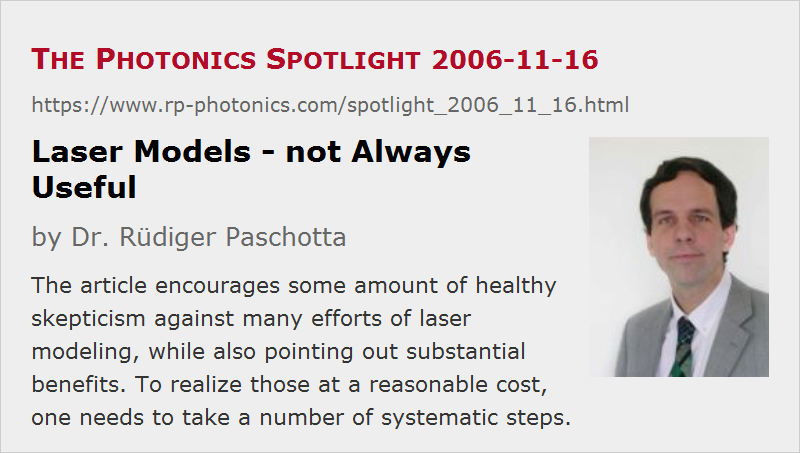 The Photonics Spotlight 2006-11-16
https://www.rp-photonics.com/spotlight_2006_11_16.html
Laser Models - not Always
Useful
by Dr. Rüdiger Paschotta
The article encourages some amount of healthy
skepticism against many efforts of laser
modeling, while also pointing out substantial
benefits. To realize those at a reasonable cost,
one needs to take a number of systematic steps.